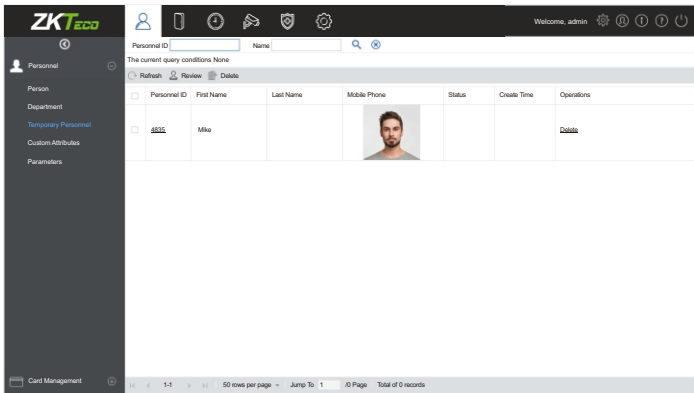 ZKTeco
Welcome, admin
Personnel ID
Name
The current query conditions None
Personnel
Refresh Review Delete
Person
Department
Temporary Personnel
Custom Attributes
Parameters
Personnel ID First Name Last Name Mobile Phone Status Create Time Operations
4835 Mike Delete
Card Management
1-1 50 rows per page Jump To 1 /0 Page Total of 0 records